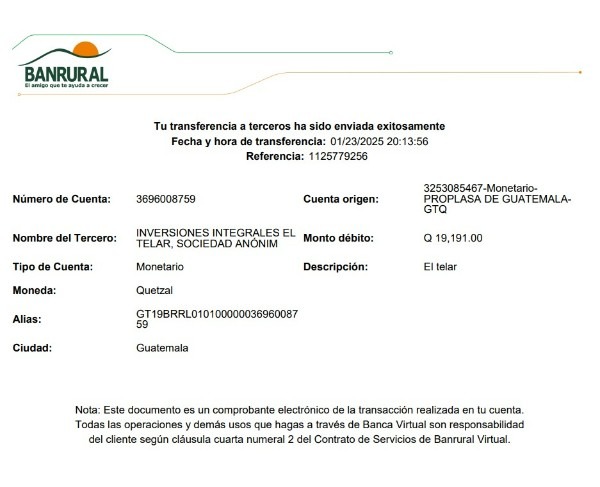 BANRURAL
El amigo que te ayuda a crecer
Tu transferencia a terceros ha sido enviada exitosamente
Fecha y hora de transferencia: 01/23/2025 20:13:56
Referencia: 1125779256
Número de Cuenta: 3696008759
Cuenta origen: 3253085467-Monetario-
PROPLASA DE GUATEMALA-
GTQ
Nombre del Tercero: INVERSIONES INTEGRALES EL
TELAR, SOCIEDAD ANÓNIM
Monto débito: Q 19,191.00
Tipo de Cuenta: Monetario
Descripción: El telar
Moneda: Quetzal
Alias: GT19BRRL010100000036960087
59
Ciudad: Guatemala
Nota: Este documento es un comprobante electrónico de la transacción realizada en tu cuenta.
Todas las operaciones y demás usos que hagas a través de Banca Virtual son responsabilidad
del cliente según cláusula cuarta numeral 2 del Contrato de Servicios de Banrural Virtual.